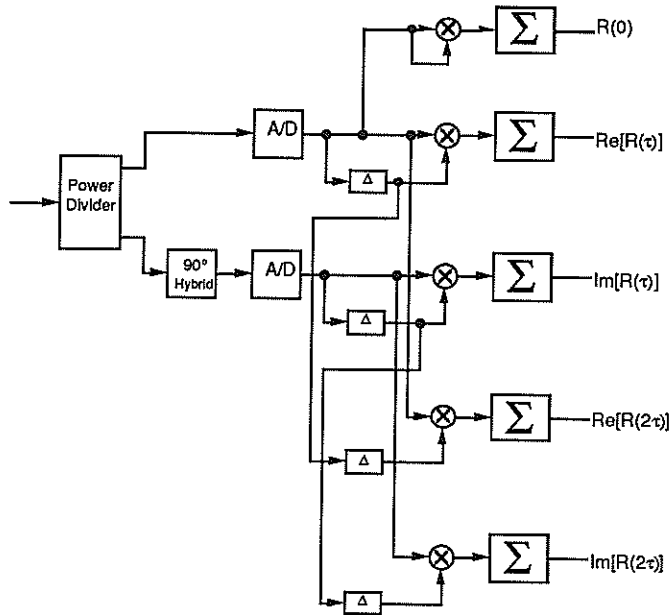 Σ
R(0)
A/D
Σ
Re[R(τ)]
Δ
Power
Divider
90°
Hybrid
A/D
Σ
Im[R(τ)]
Δ
Σ
Re[R(2τ)]
Δ
Σ
Im[R(2τ)]
Δ